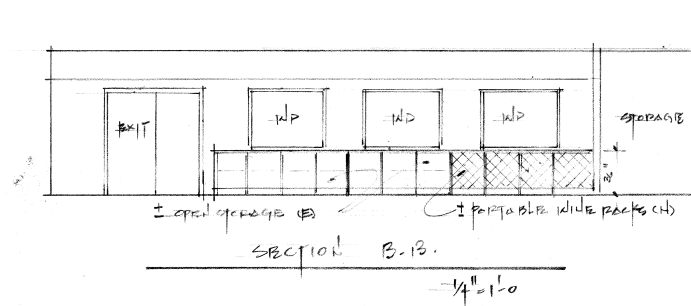 EXIT
WD
WD
WD
STORAGE
± OPEN STORAGE (E)
± PORTABLE WINE RACKS (N)
SECTION B-B.
1/4"=1'-0